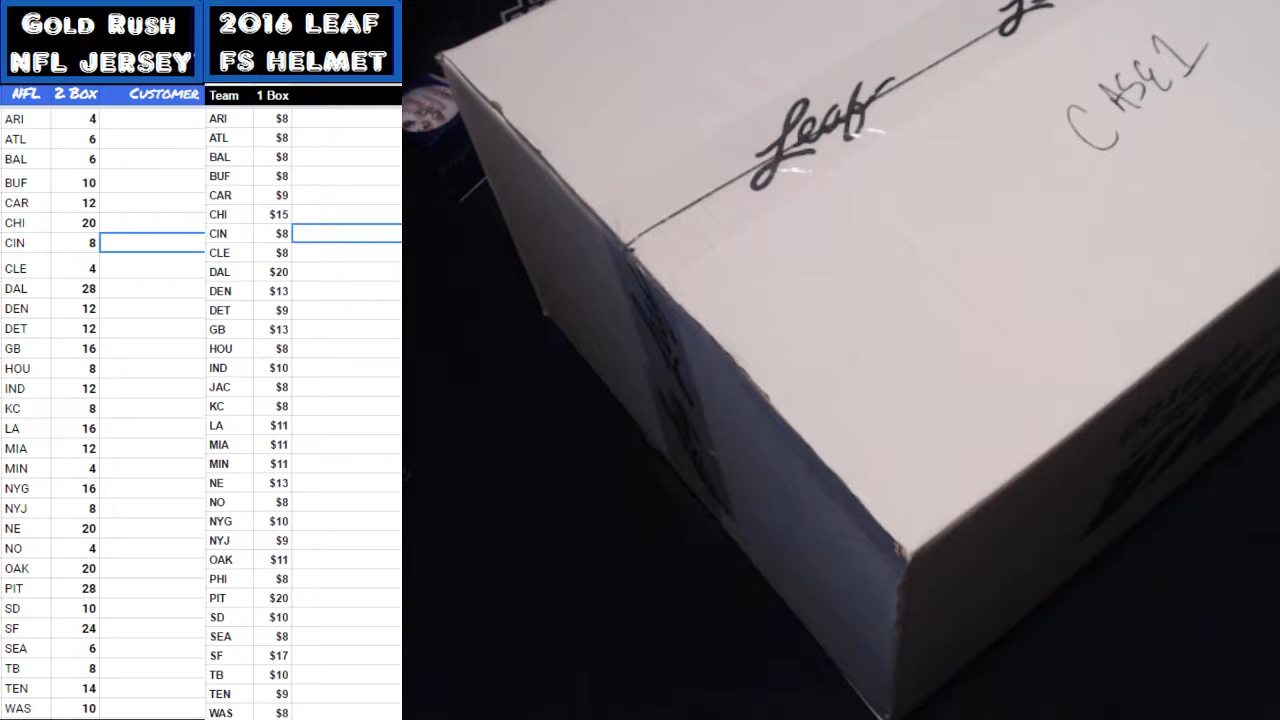 Gold Rush
NFL JERSEY
NFL 2 Box Customer
ARI 4
ATL 6
BAL 6
BUF 10
CAR 12
CHI 20
CIN 8
CLE 4
DAL 28
DEN 12
DET 12
GB 16
HOU 8
IND 12
KC 8
LA 16
MIA 12
MIN 4
NYG 16
NYJ 8
NE 20
NO 4
OAK 20
PIT 28
SD 10
SF 24
SEA 6
TB 8
TEN 14
WAS 10
2016 LEAF
FS HELMET
Team 1 Box
ARI $8
ATL $8
BAL $8
BUF $8
CAR $9
CHI $15
CIN $8
CLE $8
DAL $20
DEN $13
DET $9
GB $13
HOU $8
IND $10
JAC $8
KC $8
LA $11
MIA $11
MIN $11
NE $13
NO $8
NYG $10
NYJ $9
OAK $11
PHI $8
PIT $20
SD $10
SEA $8
SF $17
TB $10
TEN $9
WAS $8
Leaf
CASE 1